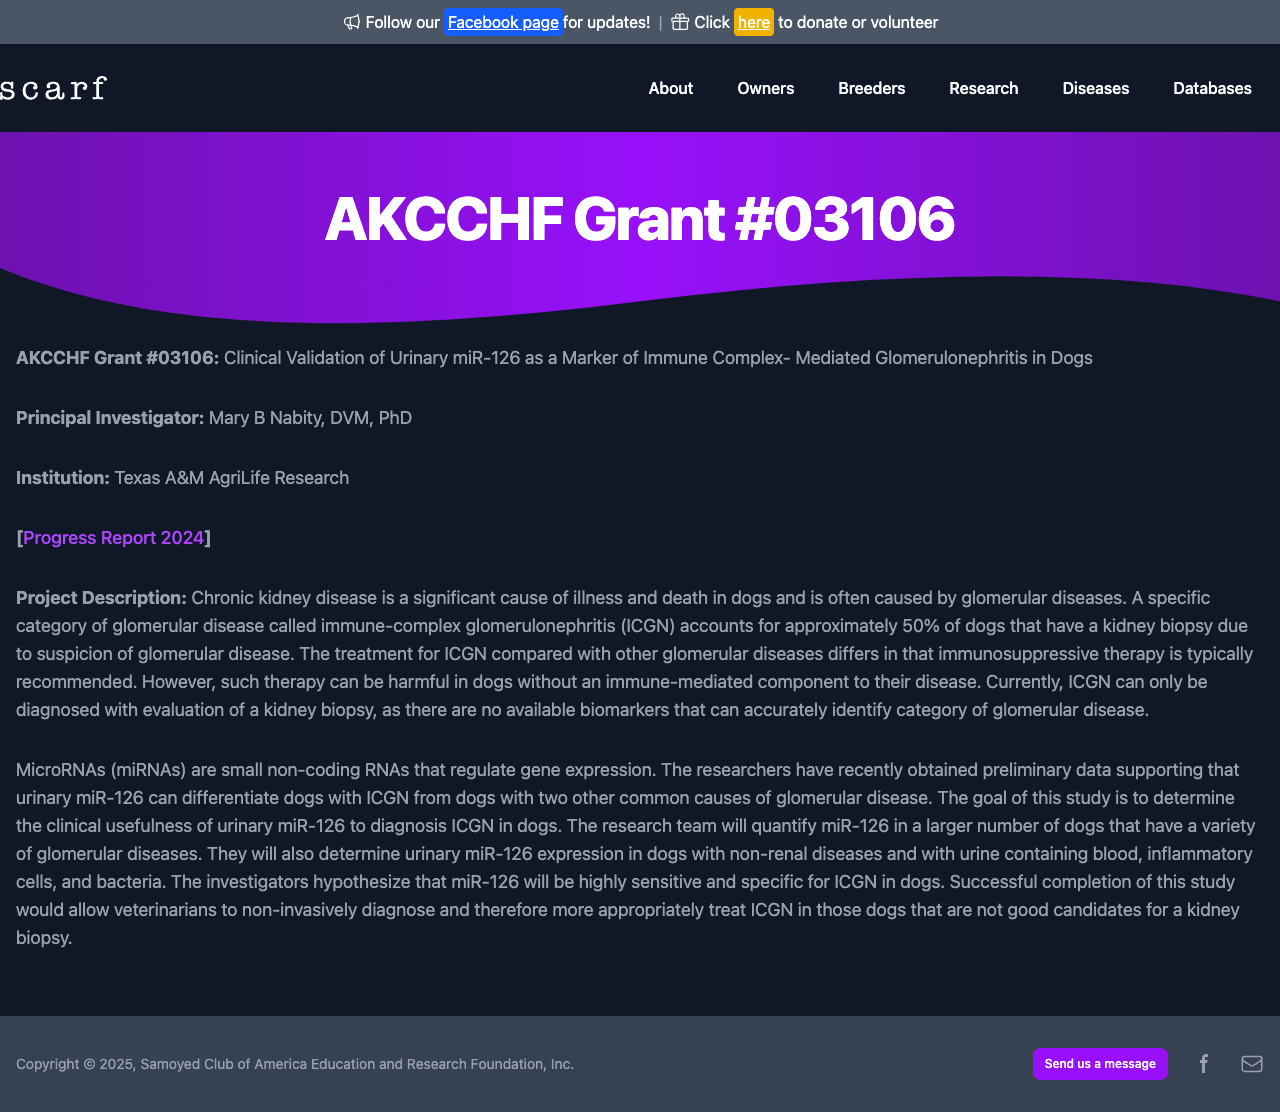 Follow our Facebook page for updates! | Click here to donate or volunteer
scarf
About Owners Breeders Research Diseases Databases
AKCCHF Grant #03106
AKCCHF Grant #03106: Clinical Validation of Urinary miR-126 as a Marker of Immune Complex- Mediated Glomerulonephritis in Dogs
Principal Investigator: Mary B Nabity, DVM, PhD
Institution: Texas A&M AgriLife Research
[Progress Report 2024]
Project Description: Chronic kidney disease is a significant cause of illness and death in dogs and is often caused by glomerular diseases. A specific
category of glomerular disease called immune-complex glomerulonephritis (ICGN) accounts for approximately 50% of dogs that have a kidney biopsy due
to suspicion of glomerular disease. The treatment for ICGN compared with other glomerular diseases differs in that immunosuppressive therapy is typically
recommended. However, such therapy can be harmful in dogs without an immune-mediated component to their disease. Currently, ICGN can only be
diagnosed with evaluation of a kidney biopsy, as there are no available biomarkers that can accurately identify category of glomerular disease.
MicroRNAs (miRNAs) are small non-coding RNAs that regulate gene expression. The researchers have recently obtained preliminary data supporting that
urinary miR-126 can differentiate dogs with ICGN from dogs with two other common causes of glomerular disease. The goal of this study is to determine
the clinical usefulness of urinary miR-126 to diagnosis ICGN in dogs. The research team will quantify miR-126 in a larger number of dogs that have a variety
of glomerular diseases. They will also determine urinary miR-126 expression in dogs with non-renal diseases and with urine containing blood, inflammatory
cells, and bacteria. The investigators hypothesize that miR-126 will be highly sensitive and specific for ICGN in dogs. Successful completion of this study
would allow veterinarians to non-invasively diagnose and therefore more appropriately treat ICGN in those dogs that are not good candidates for a kidney
biopsy.
Copyright © 2025, Samoyed Club of America Education and Research Foundation, Inc.
Send us a message